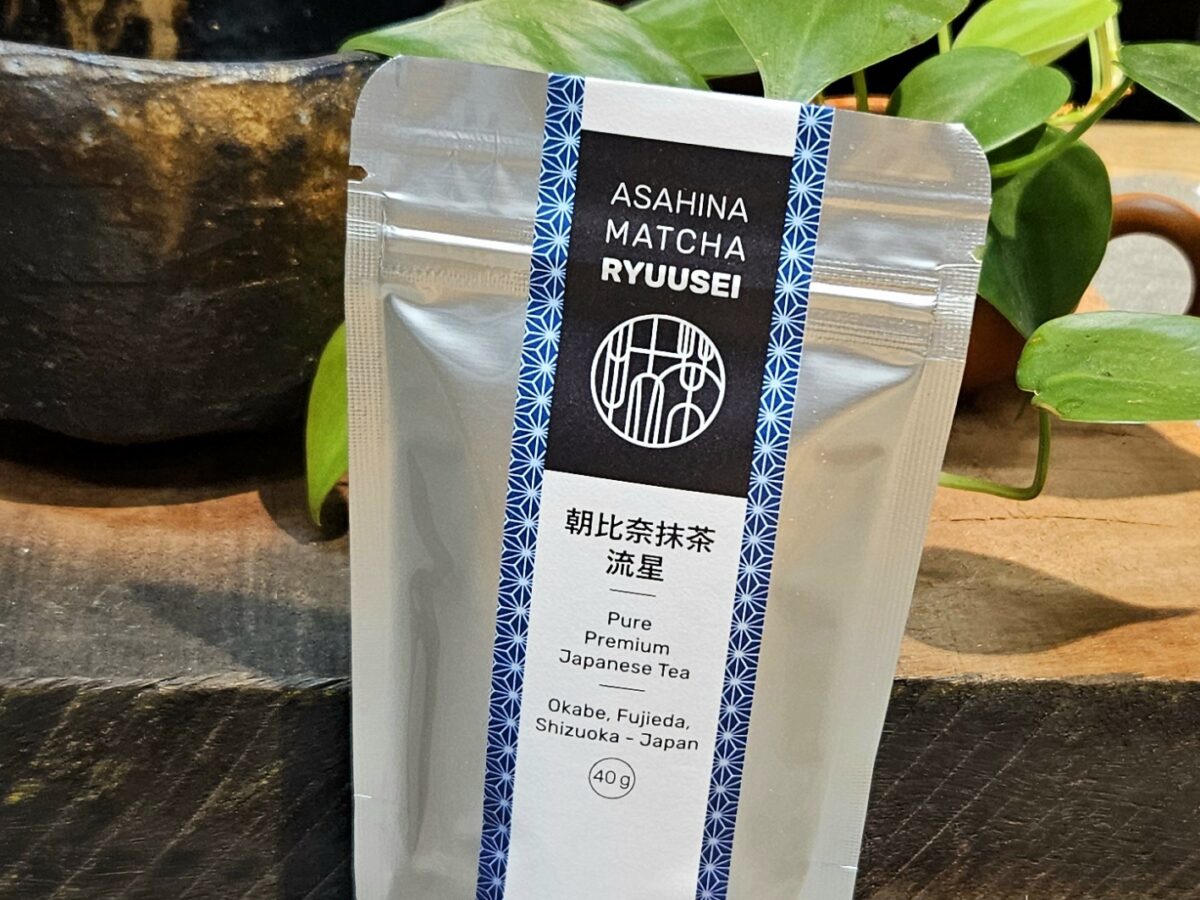 ASAHINA
MATCHA
RYUUSEI
朝比奈抹茶
流星
Pure
Premium
Japanese Tea
Okabe, Fujieda,
Shizuoka - Japan
40 g